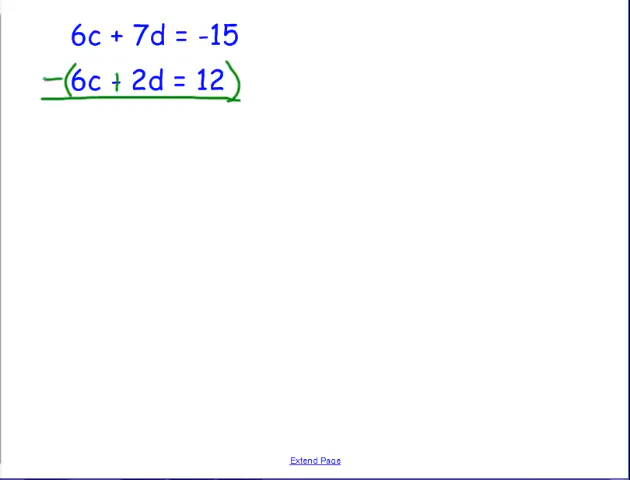 6c + 7d = -15
-(6c + 2d = 12)
Extend Page